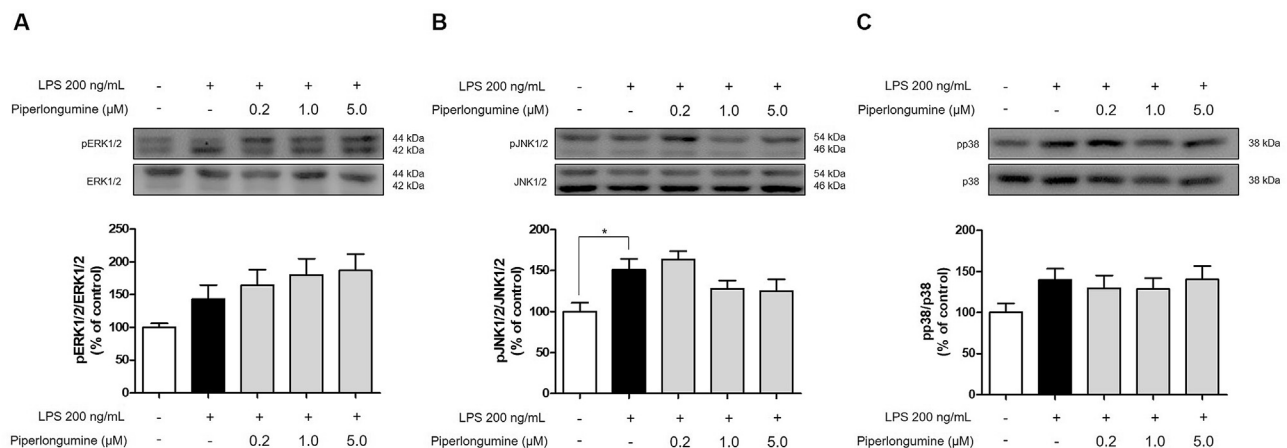 A
LPS 200 ng/mL - + + + +
Piperlongumine (µM) - - 0.2 1.0 5.0
pERK1/2 44 kDa
42 kDa
ERK1/2 44 kDa
42 kDa
250
200
150
100
50
0
pERK1/2/ERK1/2
(% of control)
LPS 200 ng/mL - + + + +
Piperlongumine (µM) - - 0.2 1.0 5.0
B
LPS 200 ng/mL - + + + +
Piperlongumine (µM) - - 0.2 1.0 5.0
pJNK1/2 54 kDa
46 kDa
JNK1/2 54 kDa
46 kDa
200
150
100
50
0
*
pJNK1/2/JNK1/2
(% of control)
LPS 200 ng/mL - + + + +
Piperlongumine (µM) - - 0.2 1.0 5.0
C
LPS 200 ng/mL - + + + +
Piperlongumine (µM) - - 0.2 1.0 5.0
pp38 38 kDa
p38 38 kDa
200
150
100
50
0
pp38/p38
(% of control)
LPS 200 ng/mL - + + + +
Piperlongumine (µM) - - 0.2 1.0 5.0